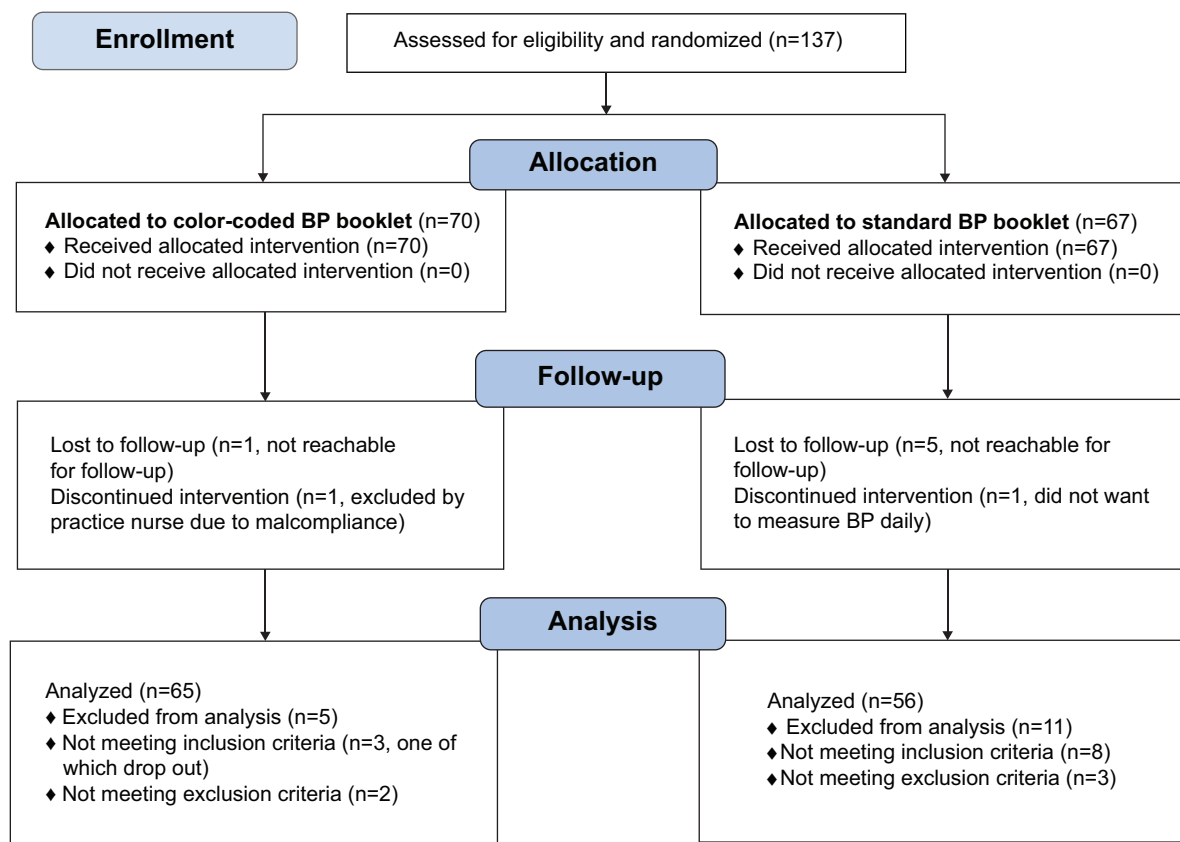 Enrollment
Assessed for eligibility and randomized (n=137)
Allocation
Allocated to color-coded BP booklet (n=70)
♦ Received allocated intervention (n=70)
♦ Did not receive allocated intervention (n=0)
Allocated to standard BP booklet (n=67)
♦ Received allocated intervention (n=67)
♦ Did not receive allocated intervention (n=0)
Follow-up
Lost to follow-up (n=1, not reachable
for follow-up)
Discontinued intervention (n=1, excluded by
practice nurse due to malcompliance)
Lost to follow-up (n=5, not reachable for
follow-up)
Discontinued intervention (n=1, did not want
to measure BP daily)
Analysis
Analyzed (n=65)
♦ Excluded from analysis (n=5)
♦ Not meeting inclusion criteria (n=3, one of
which drop out)
♦ Not meeting exclusion criteria (n=2)
Analyzed (n=56)
♦ Excluded from analysis (n=11)
♦Not meeting inclusion criteria (n=8)
♦Not meeting exclusion criteria (n=3)